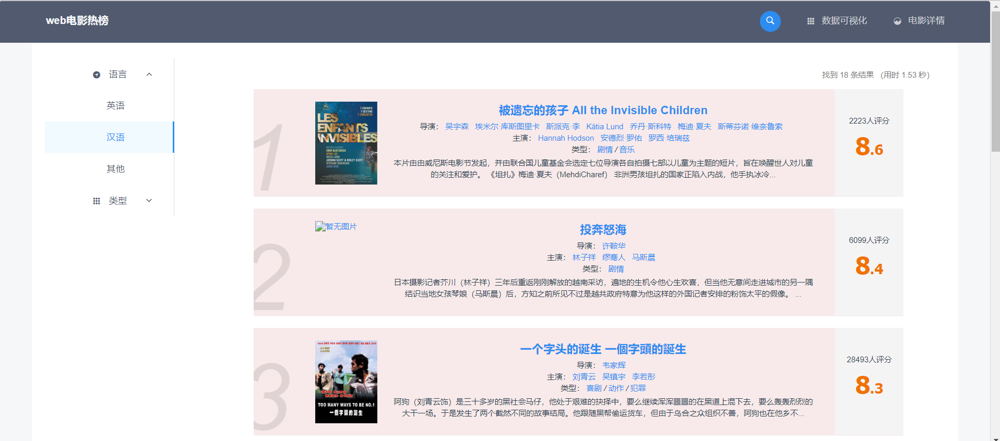 web电影热榜
数据可视化
电影详情
语言
英语
汉语
其他
类型
找到 18 条结果 (用时 1.53 秒)
1
7 ENFANTS
7 DESTINS
7 CINÉASTES
LES
ENFANTS
INVISIBLES
MEHDI CHAREF
EMIR KUSTURICA
SPIKE LEE
KATIA LUND
JORDAN SCOTT & RIDLEY SCOTT
STEFANO VENERUSO
JOHN WOO
被遗忘的孩子 All the Invisible Children
导演： 吴宇森 埃米尔·库斯图里卡 斯派克·李 Kátia Lund 乔丹·斯科特 梅迪·夏夫 斯蒂芬诺·维奈鲁索
主演： Hannah Hodson 安德烈·罗佑 罗西·培瑞兹
类型： 剧情 / 音乐
本片由由威尼斯电影节发起，并由联合国儿童基金会选定七位导演各自拍摄七部以儿童为主题的短片，旨在唤醒世人对儿童
的关注和爱护。 《坦扎》梅迪·夏夫（MehdiCharef） 非洲男孩坦扎的国家正陷入内战，他手执冰冷...
2223人评分
8.6
2
暂无图片
投奔怒海
导演： 许鞍华
主演： 林子祥 缪骞人 马斯晨
类型： 剧情
日本摄影记者芥川（林子祥）三年后重返刚刚解放的越南采访，遍地的生机令他心生欢喜，但当他无意间走进城市的另一隅
结识当地女孩琴娘（马斯晨）后，方知之前所见不过是越共政府特意为他这样的外国记者安排的粉饰太平的假像。 ...
6099人评分
8.4
3
TOO MANY WAYS TO BE NO.1
一個字頭的誕生
一个字头的诞生 一個字頭的誕生
导演： 韦家辉
主演： 刘青云 吴镇宇 李若彤
类型： 喜剧 / 动作 / 犯罪
阿狗（刘青云饰）是三十多岁的黑社会马仔，他处于艰难的抉择中，要么继续浑浑噩噩的在黑道上混下去，要么轰轰烈烈的
大干一场。于是发生了两个截然不同的故事结局。他跟随黑帮偷运货车，但由于乌合之众组织不善，阿狗也在他乡不...
28493人评分
8.3